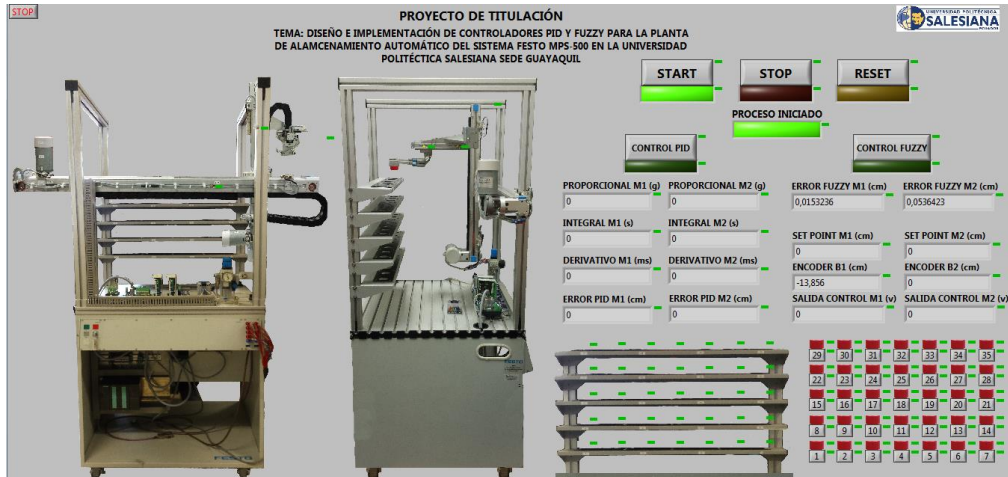 STOP
PROYECTO DE TITULACIÓN
UNIVERSIDAD POLITÉCNICA
SALESIANA
ECUADOR
TEMA: DISEÑO E IMPLEMENTACIÓN DE CONTROLADORES PID Y FUZZY PARA LA PLANTA
DE ALAMCENAMIENTO AUTOMÁTICO DEL SISTEMA FESTO MPS-500 EN LA UNIVERSIDAD
POLITÉCTICA SALESIANA SEDE GUAYAQUIL
START STOP RESET
PROCESO INICIADO
CONTROL PID CONTROL FUZZY
PROPORCIONAL M1 (g) PROPORCIONAL M2 (g) ERROR FUZZY M1 (cm) ERROR FUZZY M2 (cm)
0 0 0,0153236 0,0536423
INTEGRAL M1 (s) INTEGRAL M2 (s) SET POINT M1 (cm) SET POINT M2 (cm)
0 0 0 0
DERIVATIVO M1 (ms) DERIVATIVO M2 (ms) ENCODER B1 (cm) ENCODER B2 (cm)
0 0 -13,856 0
ERROR PID M1 (cm) ERROR PID M2 (cm) SALIDA CONTROL M1 (v) SALIDA CONTROL M2 (v)
0 0 0 0
29 30 31 32 33 34 35
22 23 24 25 26 27 28
15 16 17 18 19 20 21
8 9 10 11 12 13 14
1 2 3 4 5 6 7
FESTO
FESTO